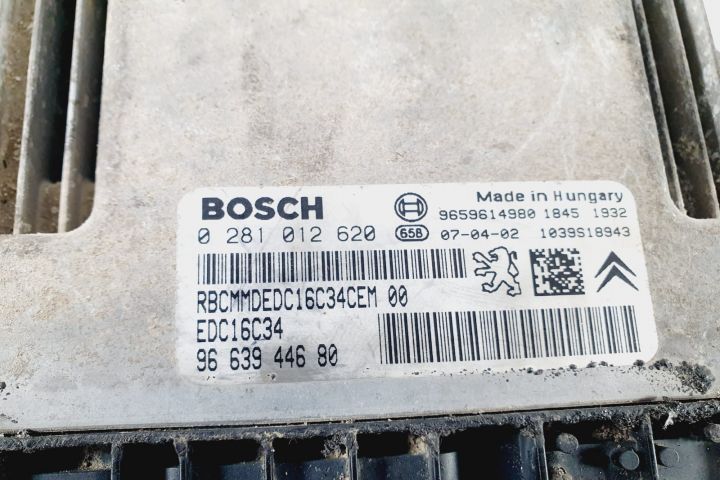 BOSCH
Made in Hungary
9659614980 1845 1932
0 281 012 620 65B 07-04-02 1039S18943
RBCMMDEDC16C34CEM 00
EDC16C34
96 639 446 80